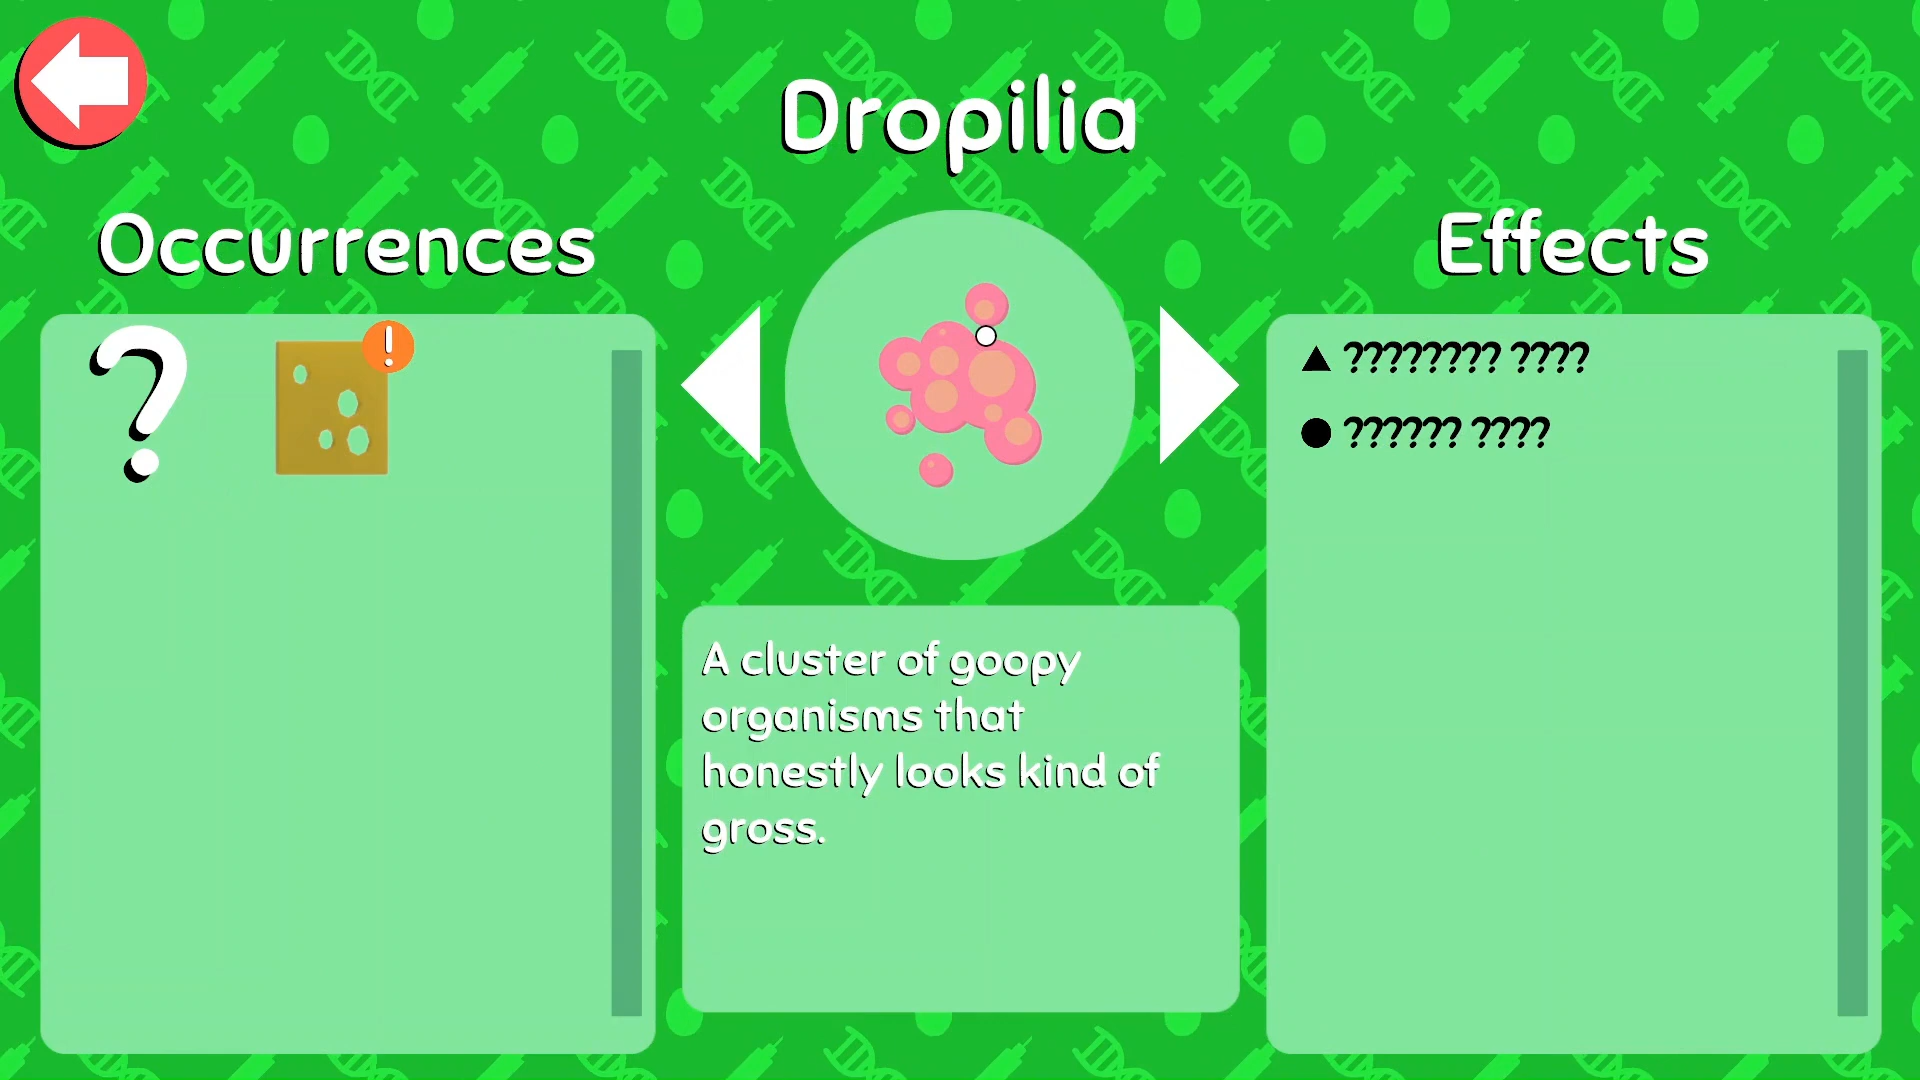 Dropilia
Occurrences
Effects
?
!
???????? ????
?????? ????
A cluster of goopy
organisms that
honestly looks kind of
gross.